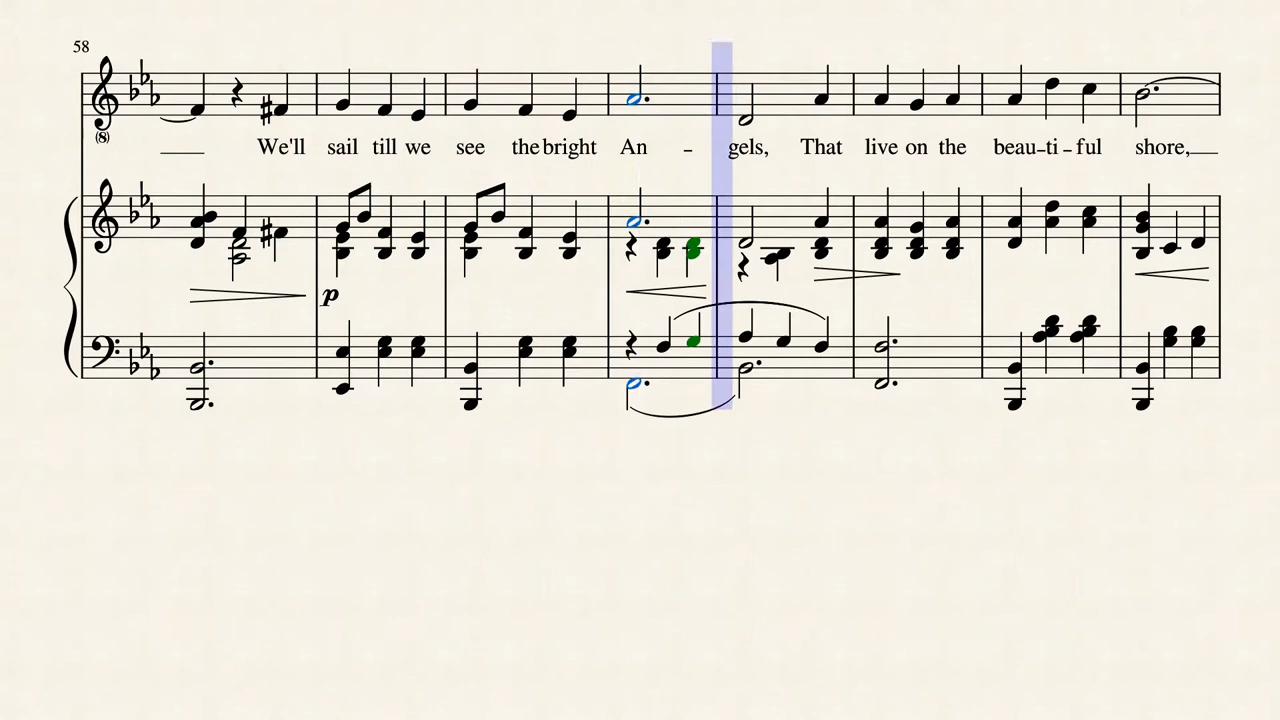 58
(8)
We'll sail till we see the bright An - gels, That live on the beau-ti-ful shore,
p